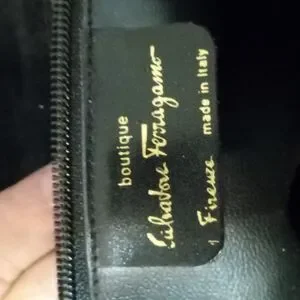 boutique
Salvatore Ferragamo
Firenze made in Italy